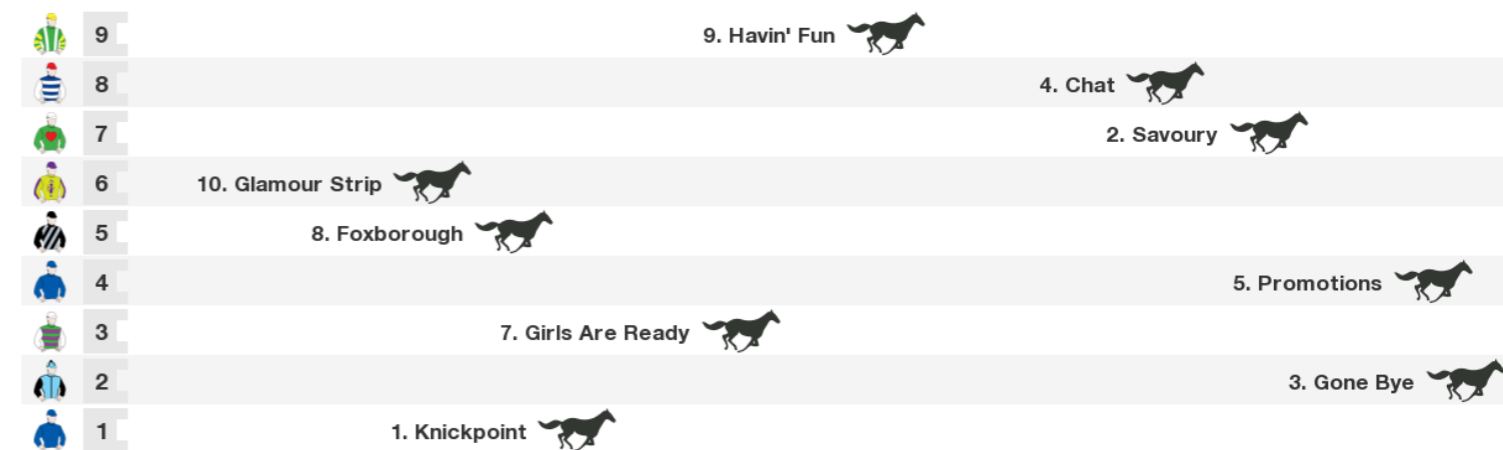 9 9. Havin' Fun
8 4. Chat
7 2. Savoury
6 10. Glamour Strip
5 8. Foxborough
4 5. Promotions
3 7. Girls Are Ready
2 3. Gone Bye
1 1. Knickpoint